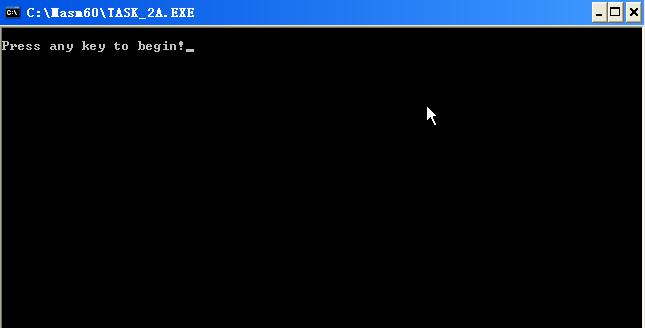 C:\Masm60\TASK_2A.EXE
Press any key to begin!_